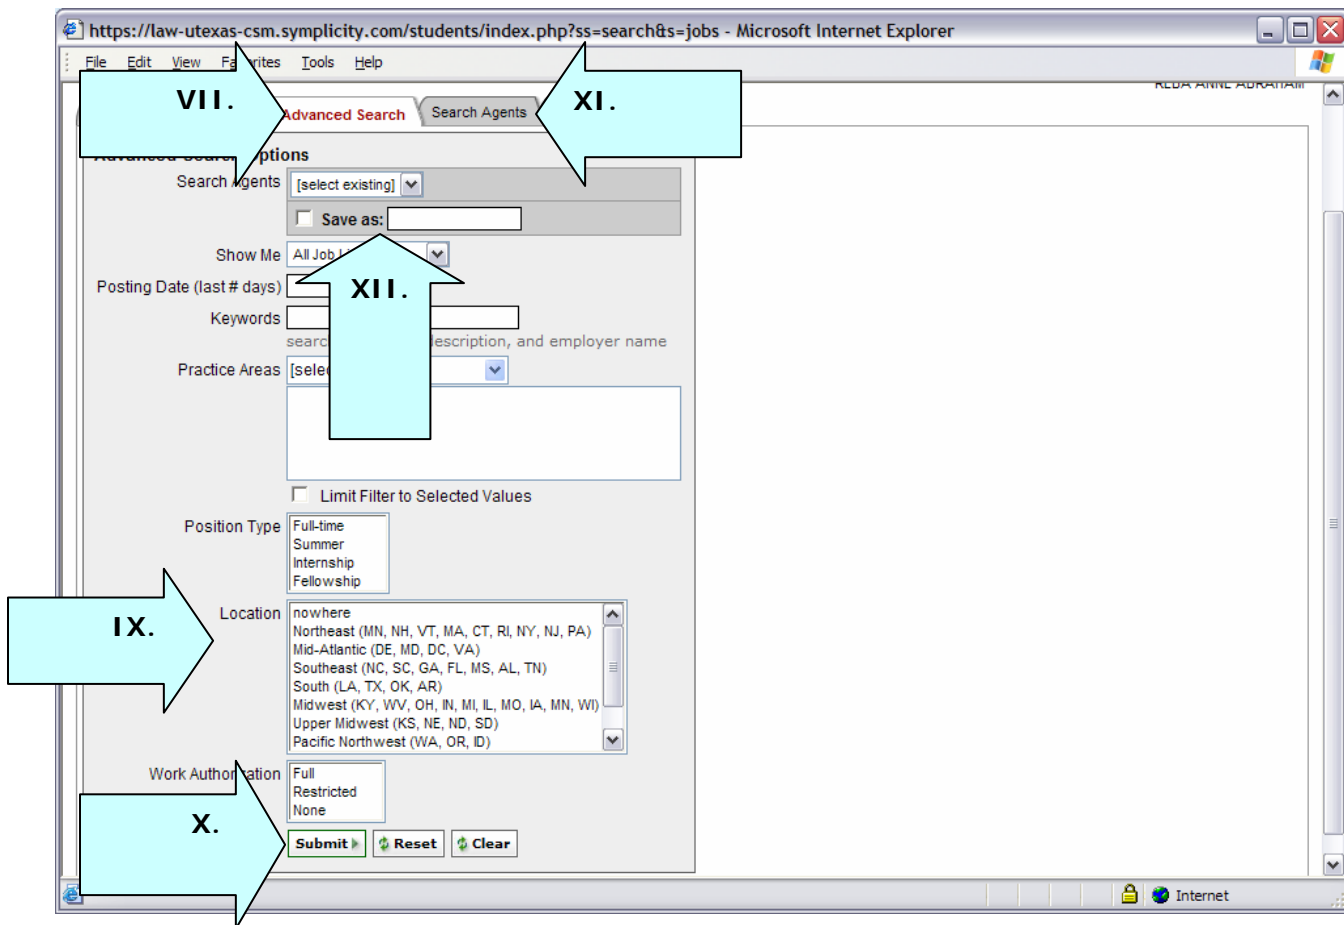 https://law-utexas-csm.symplicity.com/students/index.php?ss=search&s=jobs - Microsoft Internet Explorer
File Edit View Favorites Tools Help
VII.
Advanced Search
Search Agents
XI.
Search Agents [select existing]
Save as:
Show Me All Job
XII.
Posting Date (last # days)
Keywords
description, and employer name
Practice Areas
Limit Filter to Selected Values
Position Type Full-time
Summer
Internship
Fellowship
IX.
Location nowhere
Northeast (MN, NH, VT, MA, CT, RI, NY, NJ, PA)
Mid-Atlantic (DE, MD, DC, VA)
Southeast (NC, SC, GA, FL, MS, AL, TN)
South (LA, TX, OK, AR)
Midwest (KY, WV, OH, IN, MI, IL, MO, IA, MN, WI)
Upper Midwest (KS, NE, ND, SD)
Pacific Northwest (WA, OR, ID)
Work Authorization Full
Restricted
None
X.
Submit Reset Clear
Internet